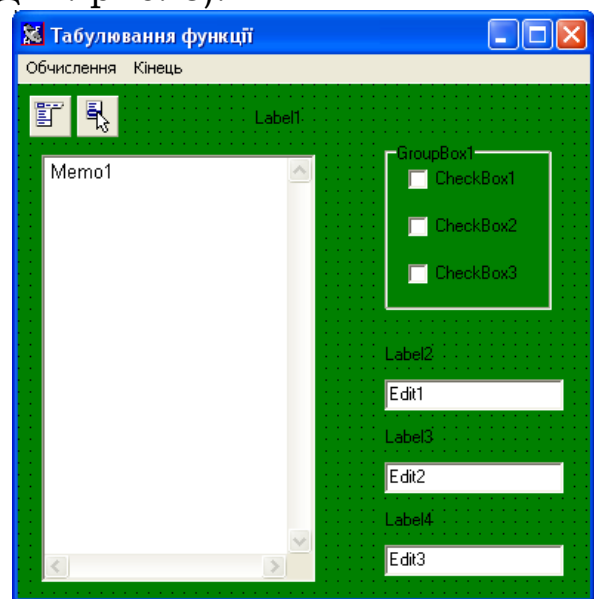 Табулювання функції
Обчислення Кінець
Label1
Memo1
GroupBox1
CheckBox1
CheckBox2
CheckBox3
Label2
Edit1
Label3
Edit2
Label4
Edit3